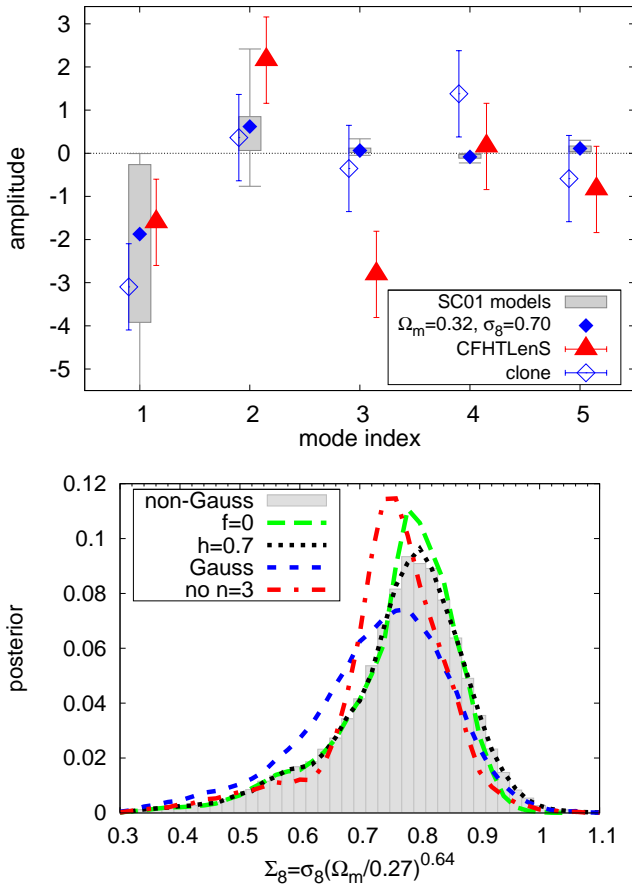 amplitude
3
2
1
0
-1
-2
-3
-4
-5
1 2 3 4 5
mode index
SC01 models
Ωm=0.32, σ8=0.70
CFHTLenS
clone
posterior
0.12
0.1
0.08
0.06
0.04
0.02
0
non-Gauss
f=0
h=0.7
Gauss
no n=3
0.3 0.4 0.5 0.6 0.7 0.8 0.9 1 1.1
Σ8=σ8(Ωm/0.27)^0.64